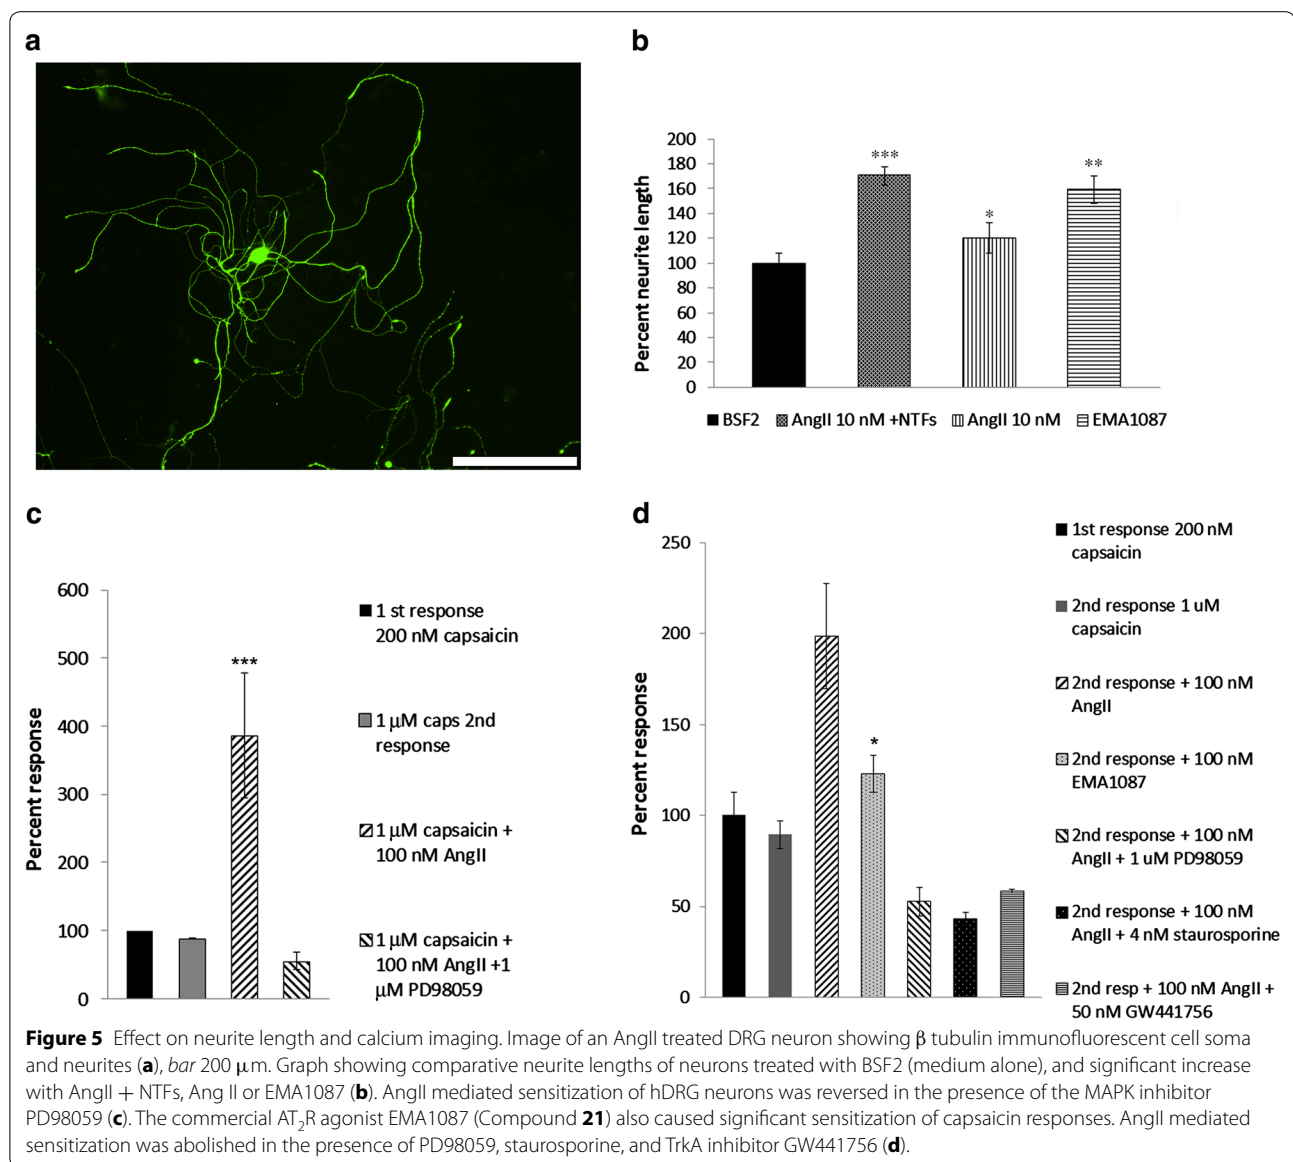 a
b
200
180
160
140
120
100
80
60
40
20
0
Percent neurite length
***
*
**
BSF2 AngII 10 nM +NTFs AngII 10 nM EMA1087
c
600
500
400
300
200
100
0
Percent response
***
1 st response
200 nM capsaicin
1 μM caps 2nd
response
1 μM capsaicin +
100 nM AngII
1 μM capsaicin +
100 nM AngII +1
μM PD98059
d
250
200
150
100
50
0
Percent response
*
1st response 200 nM
capsaicin
2nd response 1 uM
capsaicin
2nd response + 100 nM
AngII
2nd response + 100 nM
EMA1087
2nd response + 100 nM
AngII + 1 uM PD98059
2nd response + 100 nM
AngII + 4 nM staurosporine
2nd resp + 100 nM AngII +
50 nM GW441756
Figure 5 Effect on neurite length and calcium imaging. Image of an AngII treated DRG neuron showing β tubulin immunofluorescent cell soma
and neurites (a), bar 200 μm. Graph showing comparative neurite lengths of neurons treated with BSF2 (medium alone), and significant increase
with AngII + NTFs, Ang II or EMA1087 (b). AngII mediated sensitization of hDRG neurons was reversed in the presence of the MAPK inhibitor
PD98059 (c). The commercial AT₂R agonist EMA1087 (Compound 21) also caused significant sensitization of capsaicin responses. AngII mediated
sensitization was abolished in the presence of PD98059, staurosporine, and TrkA inhibitor GW441756 (d).